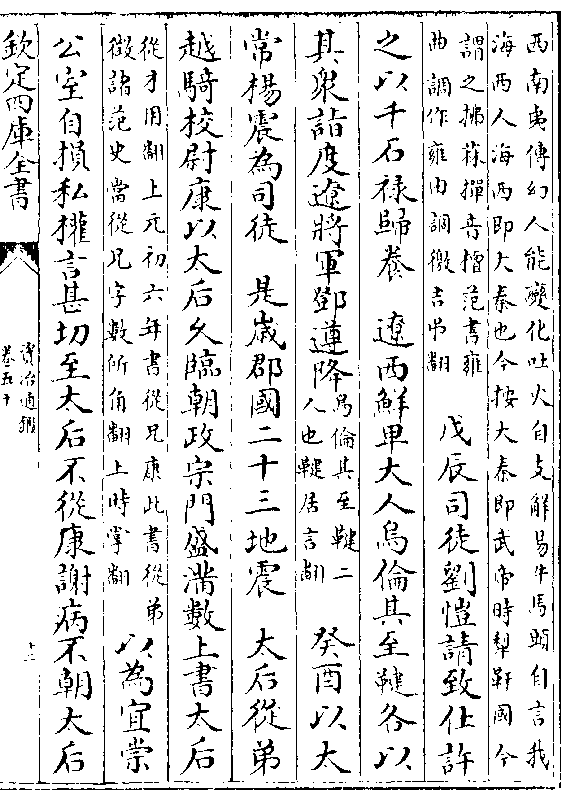 西南夷傳幻人能變化吐火自支解易牛馬頭自言我
海西人海西即大秦也今按大秦即武帝時犁靬國今
謂之拂菻撣音檀范書雍
曲調作雍由調徼吉弔翻
戊辰司徒劉愷請致仕許
之以千石禄歸養　遼西鮮卑大人烏倫其至鞬各以
其衆詣度遼將軍鄧遵降
烏倫其至鞬二
人也鞬居言翻
癸酉以太
常楊震為司徒　是歲郡國二十三地震　太后從弟
越騎校尉康以太后久臨朝政宗門盛滿數上書太后
從才用翻上元初六年書從兄康此書從弟
微諸范史當從兄字數所角翻上時掌翻
以為宜崇
公室自損私權言甚切至太后不從康謝病不朝太后
欽定四庫全書
資治通鑑
卷五十
十三